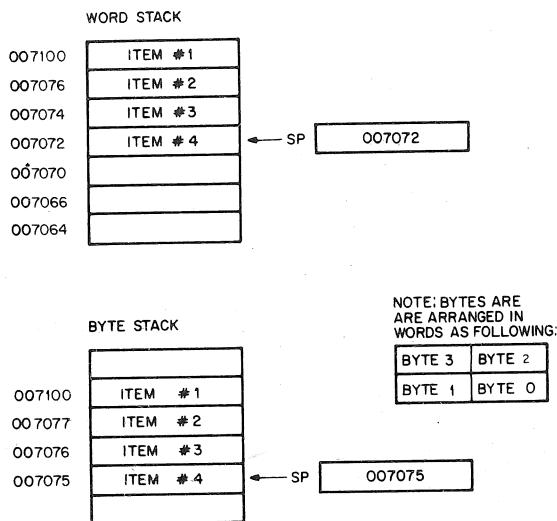 WORD STACK
007100 ITEM #1
007076 ITEM #2
007074 ITEM #3
007072 ITEM #4 SP 007072
007070
007066
007064
BYTE STACK
007100 ITEM #1
007077 ITEM #2
007076 ITEM #3
007075 ITEM #4 SP 007075
NOTE: BYTES ARE
ARE ARRANGED IN
WORDS AS FOLLOWING:
BYTE 3 BYTE 2
BYTE 1 BYTE 0